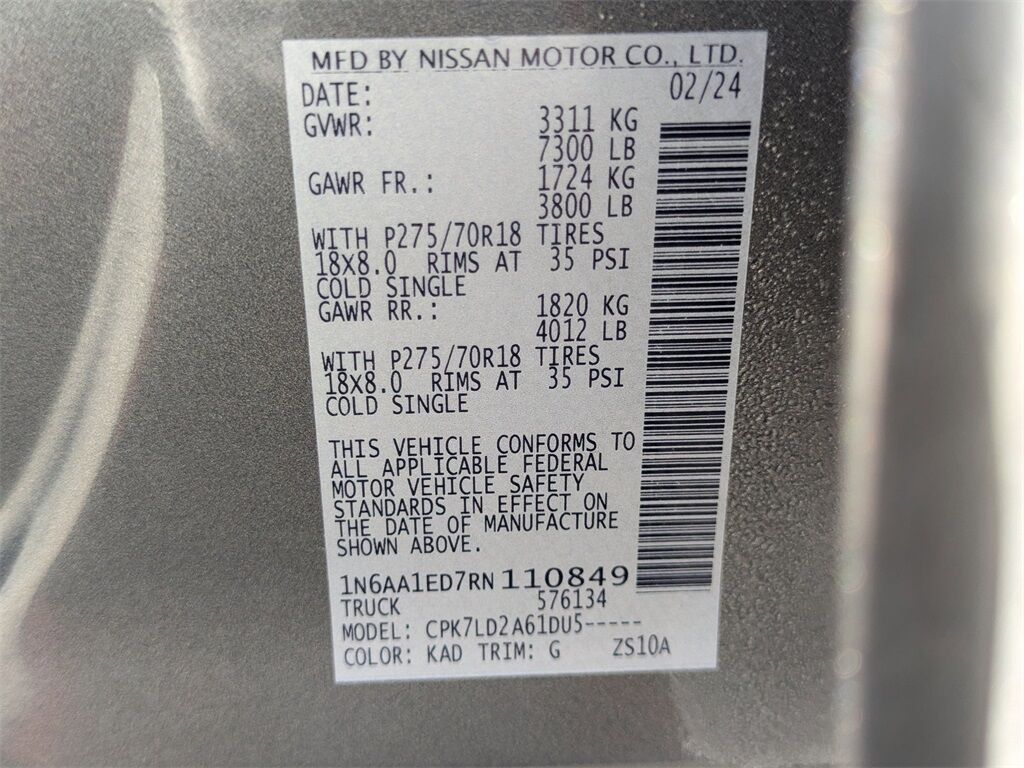 MFD BY NISSAN MOTOR CO., LTD.
DATE: 02/24
GVWR: 3311 KG
7300 LB
GAWR FR.: 1724 KG
3800 LB
WITH P275/70R18 TIRES
18X8.0 RIMS AT 35 PSI
COLD SINGLE
GAWR RR.: 1820 KG
4012 LB
WITH P275/70R18 TIRES
18X8.0 RIMS AT 35 PSI
COLD SINGLE
THIS VEHICLE CONFORMS TO
ALL APPLICABLE FEDERAL
MOTOR VEHICLE SAFETY
STANDARDS IN EFFECT ON
THE DATE OF MANUFACTURE
SHOWN ABOVE.
1N6AA1ED7RN 110849
TRUCK 576134
MODEL: CPK7LD2A61DU5-----
COLOR: KAD TRIM: G ZS10A